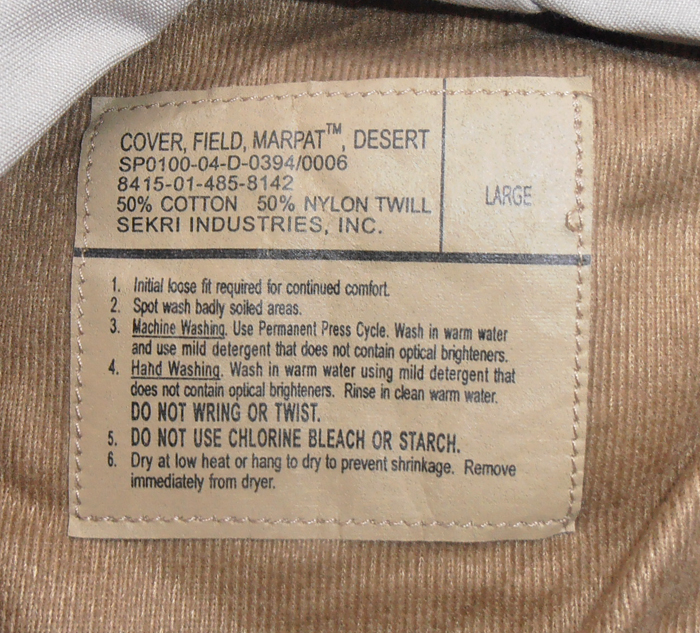 COVER, FIELD, MARPAT™, DESERT
SP0100-04-D-0394/0006
8415-01-485-8142
50% COTTON 50% NYLON TWILL
SEKRI INDUSTRIES, INC.
LARGE
1. Initial loose fit required for continued comfort.
2. Spot wash badly soiled areas.
3. Machine Washing. Use Permanent Press Cycle. Wash in warm water
and use mild detergent that does not contain optical brighteners.
4. Hand Washing. Wash in warm water using mild detergent that
does not contain optical brighteners. Rinse in clean warm water.
DO NOT WRING OR TWIST.
5. DO NOT USE CHLORINE BLEACH OR STARCH.
6. Dry at low heat or hang to dry to prevent shrinkage. Remove
immediately from dryer.